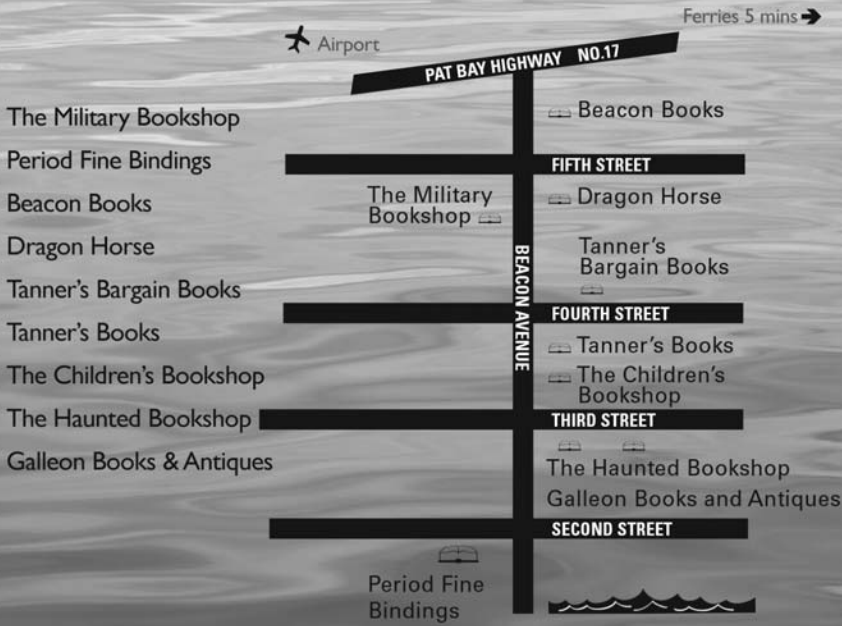 Ferries 5 mins
Airport
PAT BAY HIGHWAY NO.17
The Military Bookshop
Period Fine Bindings
Beacon Books
Dragon Horse
Tanner's Bargain Books
Tanner's Books
The Children's Bookshop
The Haunted Bookshop
Galleon Books & Antiques
Beacon Books
FIFTH STREET
The Military
Bookshop
Dragon Horse
BEACON AVENUE
Tanner's
Bargain Books
FOURTH STREET
Tanner's Books
The Children's
Bookshop
THIRD STREET
The Haunted Bookshop
Galleon Books and Antiques
SECOND STREET
Period Fine
Bindings